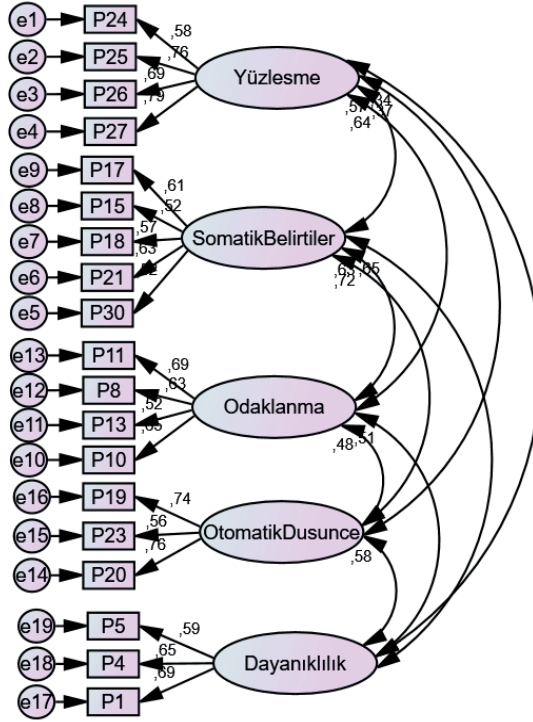 e1 P24 ,58
e2 P25 ,76
e3 P26 ,69
e4 P27 ,79
Yüzlesme
,64
e9 P17 ,61
e8 P15 ,52
e7 P18 ,57
e6 P21 ,63
e5 P30
SomatikBelirtiler
,63 ,65
,72
e13 P11 ,69
e12 P8 ,63
e11 P13 ,52
e10 P10
Odaklanma
,48 ,51
e16 P19 ,74
e15 P23 ,56
e14 P20 ,76
OtomatikDusunce
,58
e19 P5 ,59
e18 P4 ,65
e17 P1 ,69
Dayanıklılık